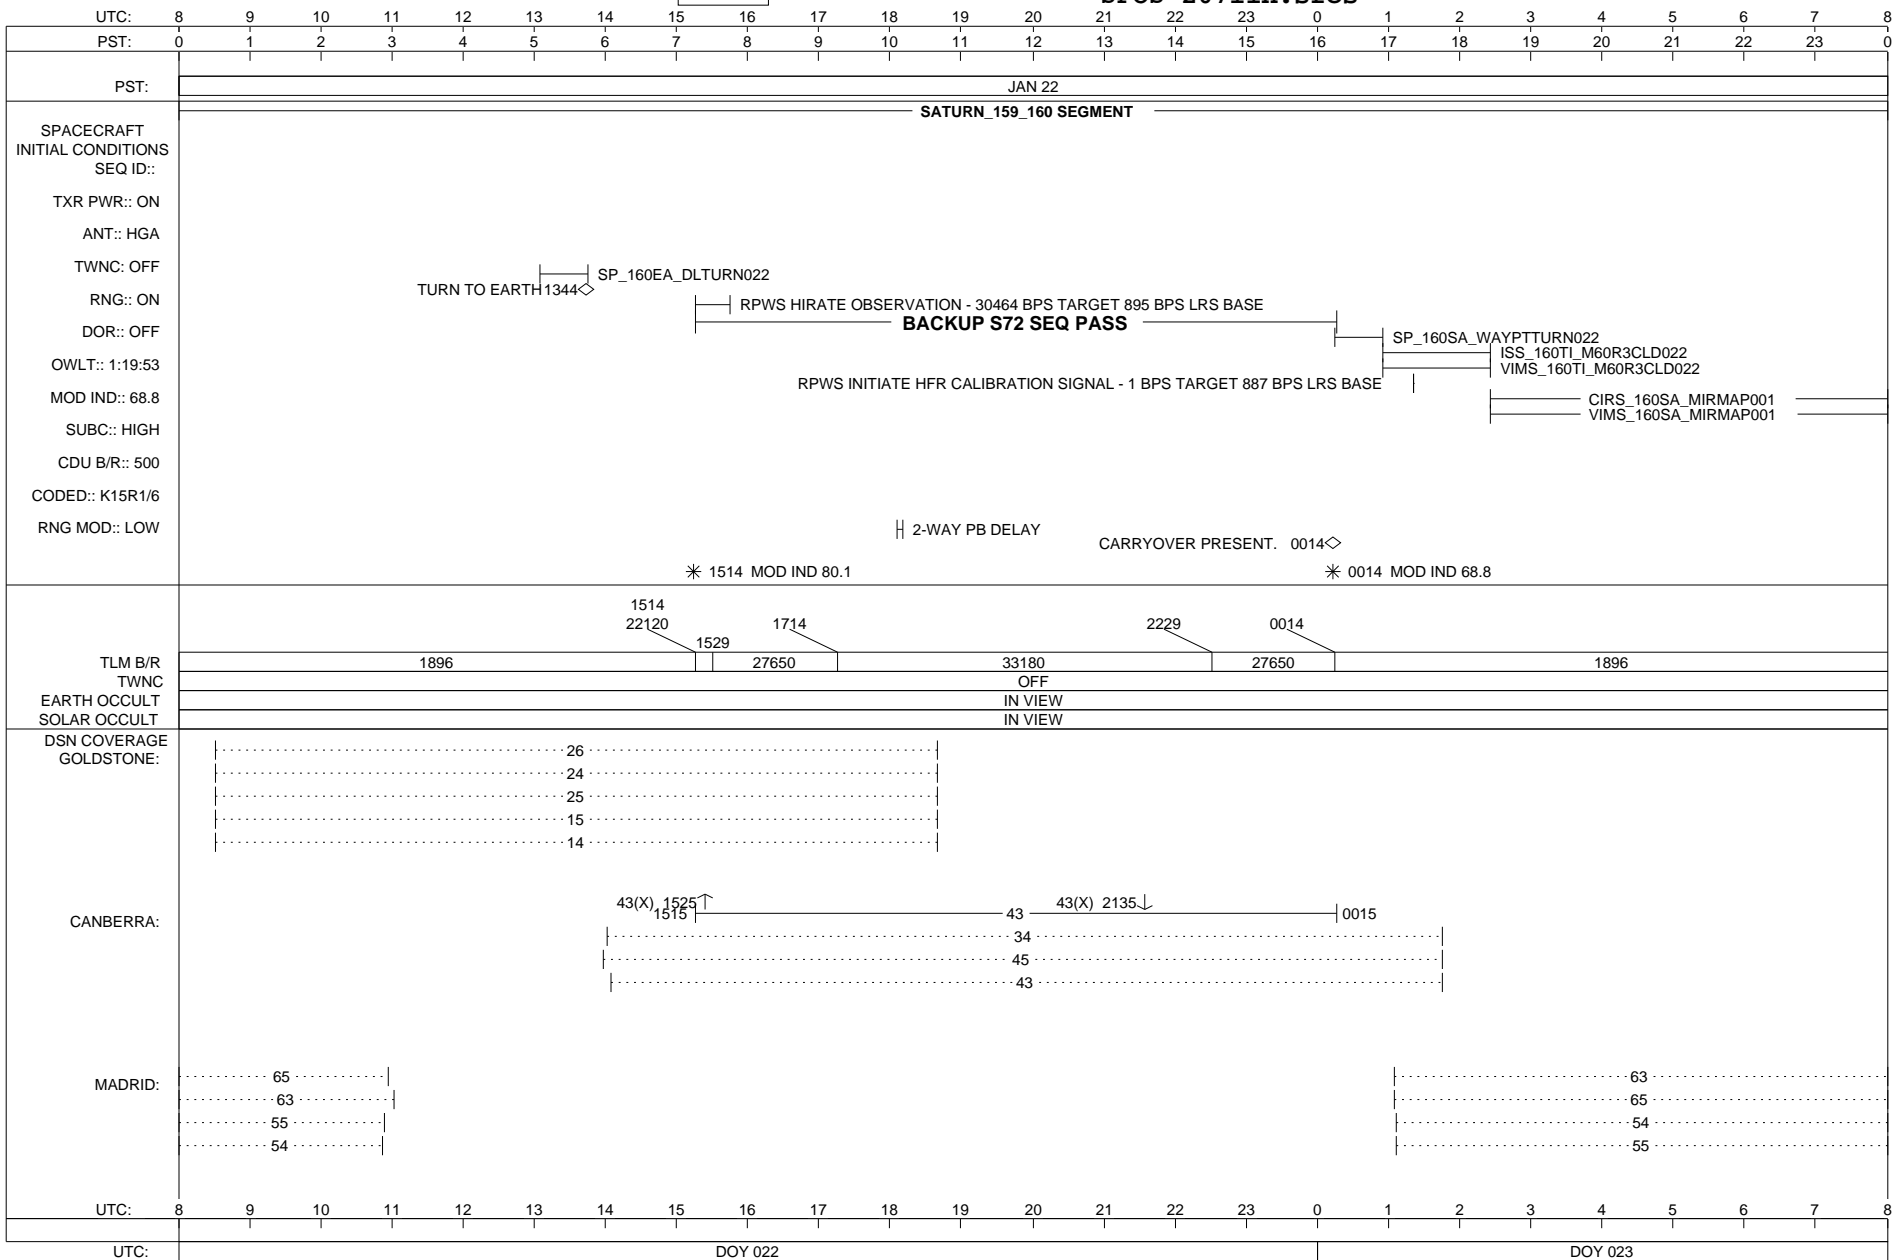 UTC: 8 9 10 11 12 13 14 15 16 17 18 19 20 21 22 23 0 1 2 3 4 5 6 7 8
PST: 0 1 2 3 4 5 6 7 8 9 10 11 12 13 14 15 16 17 18 19 20 21 22 23 0
PST: JAN 22
SATURN_159_160 SEGMENT
SPACECRAFT
INITIAL CONDITIONS
SEQ ID::
TXR PWR:: ON
ANT:: HGA
TWNC: OFF
SP_160EA_DLTURN022
TURN TO EARTH 1344
RNG:: ON
RPWS HIRATE OBSERVATION - 30464 BPS TARGET 895 BPS LRS BASE
BACKUP S72 SEQ PASS
DOR:: OFF
SP_160SA_WAYPTTURN022
ISS_160TI_M60R3CLD022
OWLT:: 1:19:53
VIMS_160TI_M60R3CLD022
RPWS INITIATE HFR CALIBRATION SIGNAL - 1 BPS TARGET 887 BPS LRS BASE
MOD IND:: 68.8
CIRS_160SA_MIRMAP001
VIMS_160SA_MIRMAP001
SUBC:: HIGH
CDU B/R:: 500
CODED:: K15R1/6
RNG MOD:: LOW
2-WAY PB DELAY
CARRYOVER PRESENT. 0014
1514 MOD IND 80.1
0014 MOD IND 68.8
1514
22120 1714 2229 0014
1529
TLM B/R 1896 27650 33180 27650 1896
TWNC OFF
EARTH OCCULT IN VIEW
SOLAR OCCULT IN VIEW
DSN COVERAGE
GOLDSTONE:
26
24
25
15
14
CANBERRA:
43(X) 1525 43(X) 2135
1515 43 0015
34
45
43
MADRID:
65 63
63 65
55 54
54 55
UTC: 8 9 10 11 12 13 14 15 16 17 18 19 20 21 22 23 0 1 2 3 4 5 6 7 8
UTC: DOY 022 DOY 023